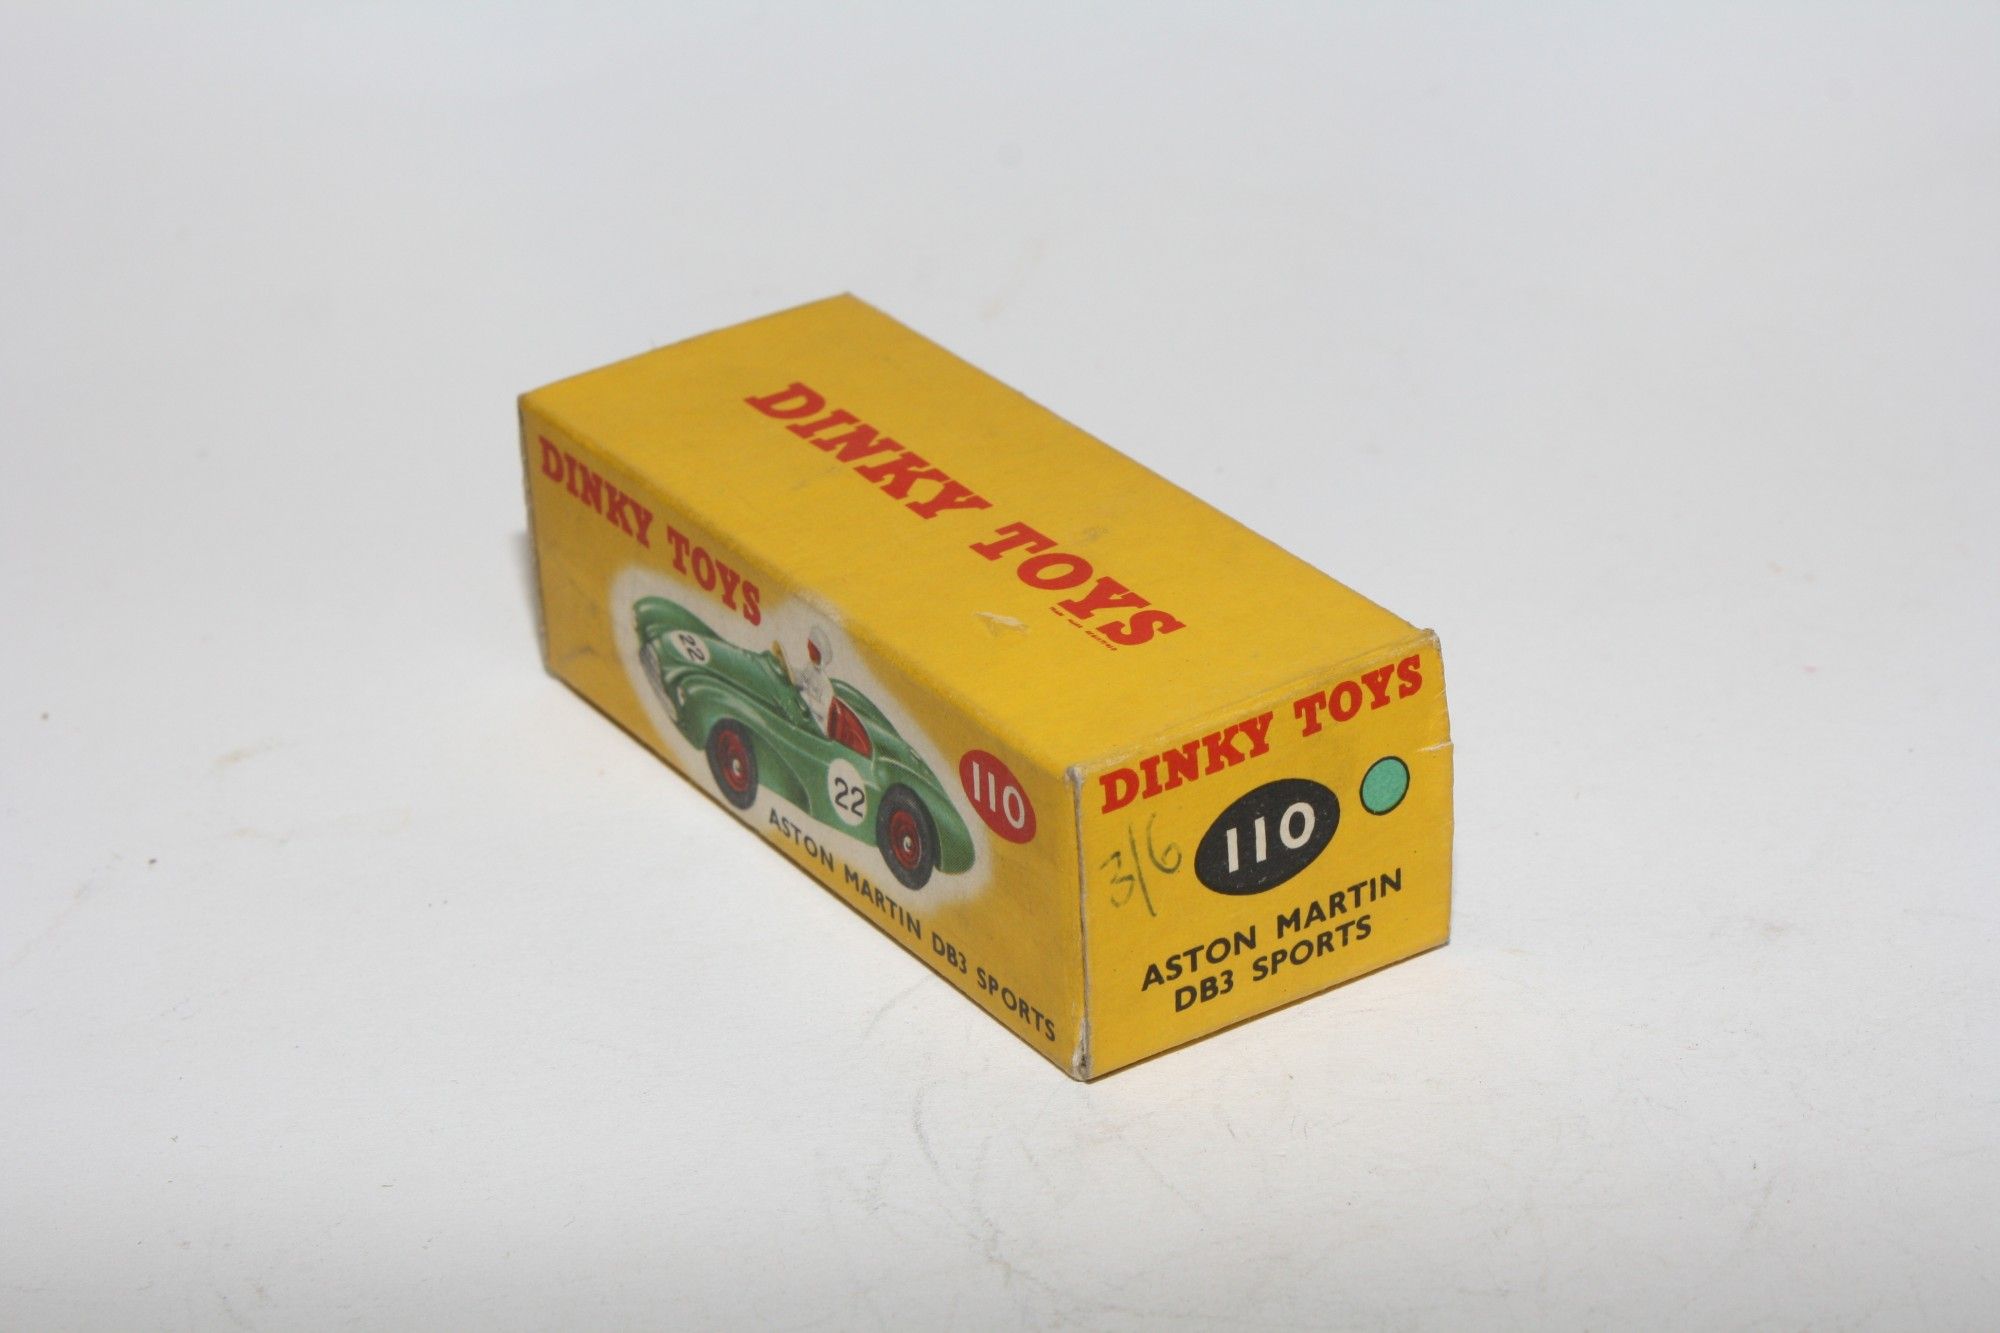 DINKY TOYS
DINKY TOYS
22
22
110
ASTON MARTIN DB3 SPORTS
DINKY TOYS
110
3/6
ASTON MARTIN
DB3 SPORTS